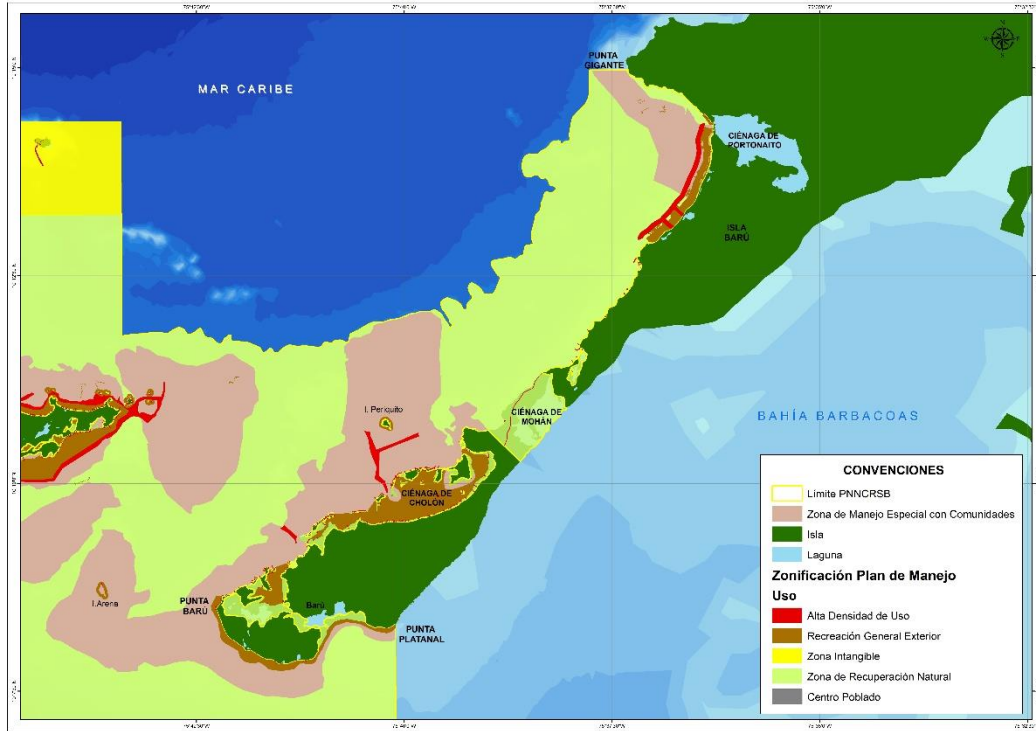 PUNTA
GIGANTE
MAR CARIBE
CIÉNAGA DE
PORTONAITO
ISLA
BARÚ
I. Periquito
CIÉNAGA DE
MOHÁN
BAHÍA BARBACOAS
CIÉNAGA DE
CHOLÓN
I. Arena
PUNTA
BARÚ
Barú
PUNTA
PLATANAL
CONVENCIONES
Límite PNNCRSB
Zona de Manejo Especial con Comunidades
Isla
Laguna
Zonificación Plan de Manejo
Uso
Alta Densidad de Uso
Recreación General Exterior
Zona Intangible
Zona de Recuperación Natural
Centro Poblado